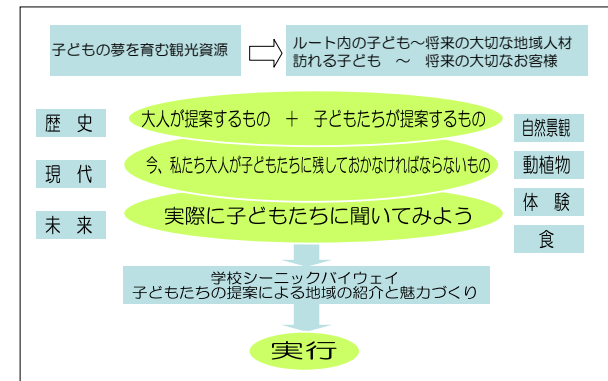 子どもの夢を育む観光資源
ルート内の子ども～将来の大切な地域人材
訪れる子ども　～　将来の大切なお客様
歴　史
現　代
未　来
大人が提案するもの　＋　子どもたちが提案するもの
今、私たち大人が子どもたちに残しておかなければならないもの
実際に子どもたちに聞いてみよう
自然景観
動植物
体　験
食
学校シーニックバイウェイ
子どもたちの提案による地域の紹介と魅力づくり
実行